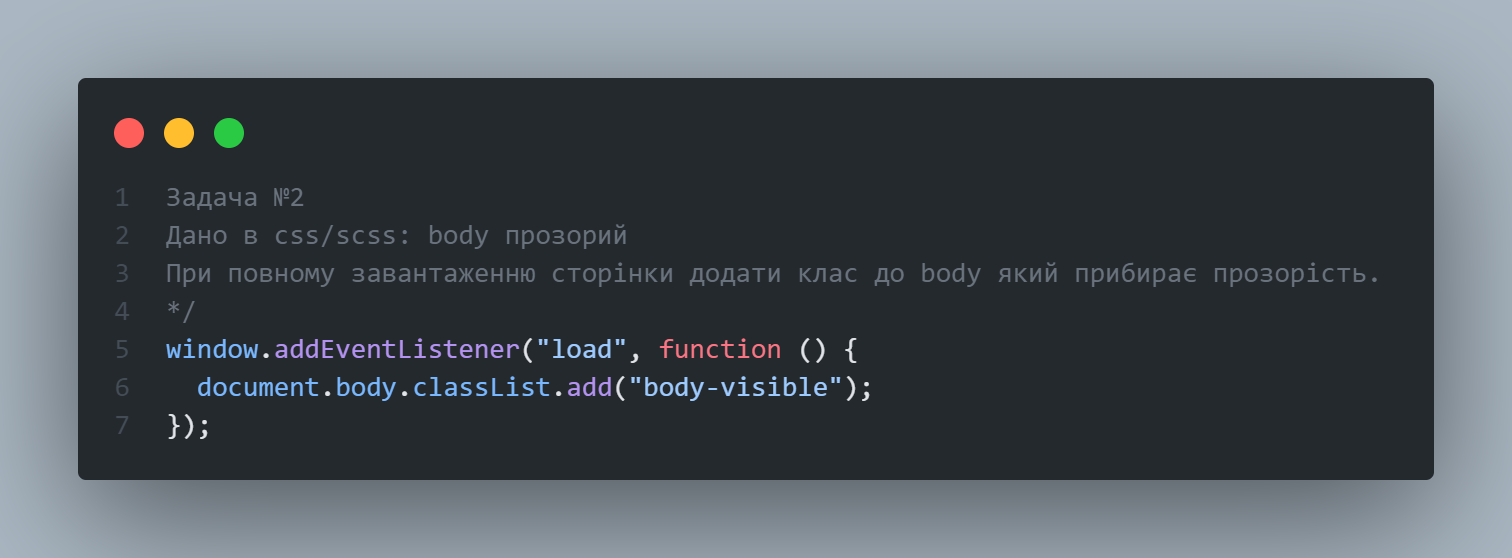 1 Задача №2
2 Дано в css/scss: body прозорий
3 При повному завантаженню сторінки додати клас до body який прибирає прозорість.
4 */
5 window.addEventListener("load", function () {
6   document.body.classList.add("body-visible");
7 });